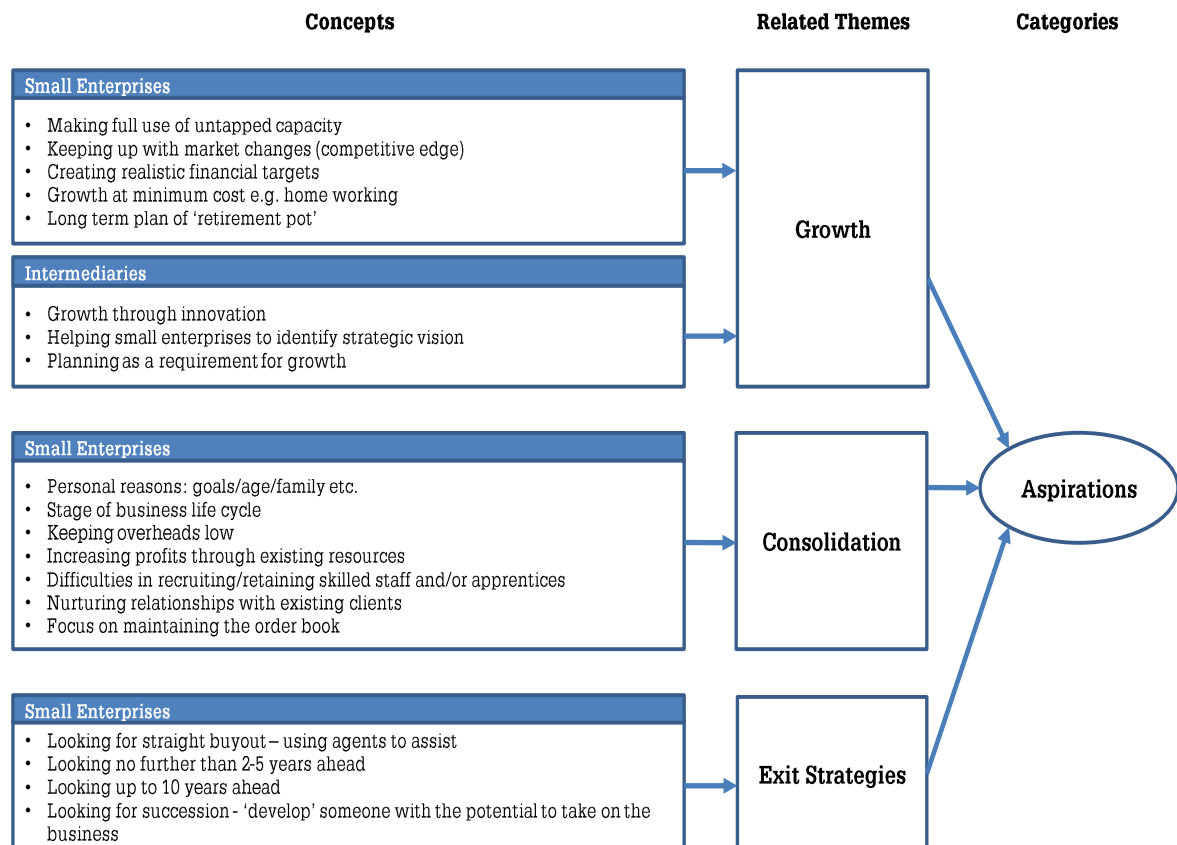 Concepts
Related Themes
Categories
Small Enterprises
• Making full use of untapped capacity
• Keeping up with market changes (competitive edge)
• Creating realistic financial targets
• Growth at minimum cost e.g. home working
• Long term plan of ‘retirement pot’
Growth
Intermediaries
• Growth through innovation
• Helping small enterprises to identify strategic vision
• Planning as a requirement for growth
Small Enterprises
• Personal reasons: goals/age/family etc.
• Stage of business life cycle
• Keeping overheads low
• Increasing profits through existing resources
• Difficulties in recruiting/retaining skilled staff and/or apprentices
• Nurturing relationships with existing clients
• Focus on maintaining the order book
Consolidation
Aspirations
Small Enterprises
• Looking for straight buyout – using agents to assist
• Looking no further than 2-5 years ahead
• Looking up to 10 years ahead
• Looking for succession - ‘develop’ someone with the potential to take on the
business
Exit Strategies